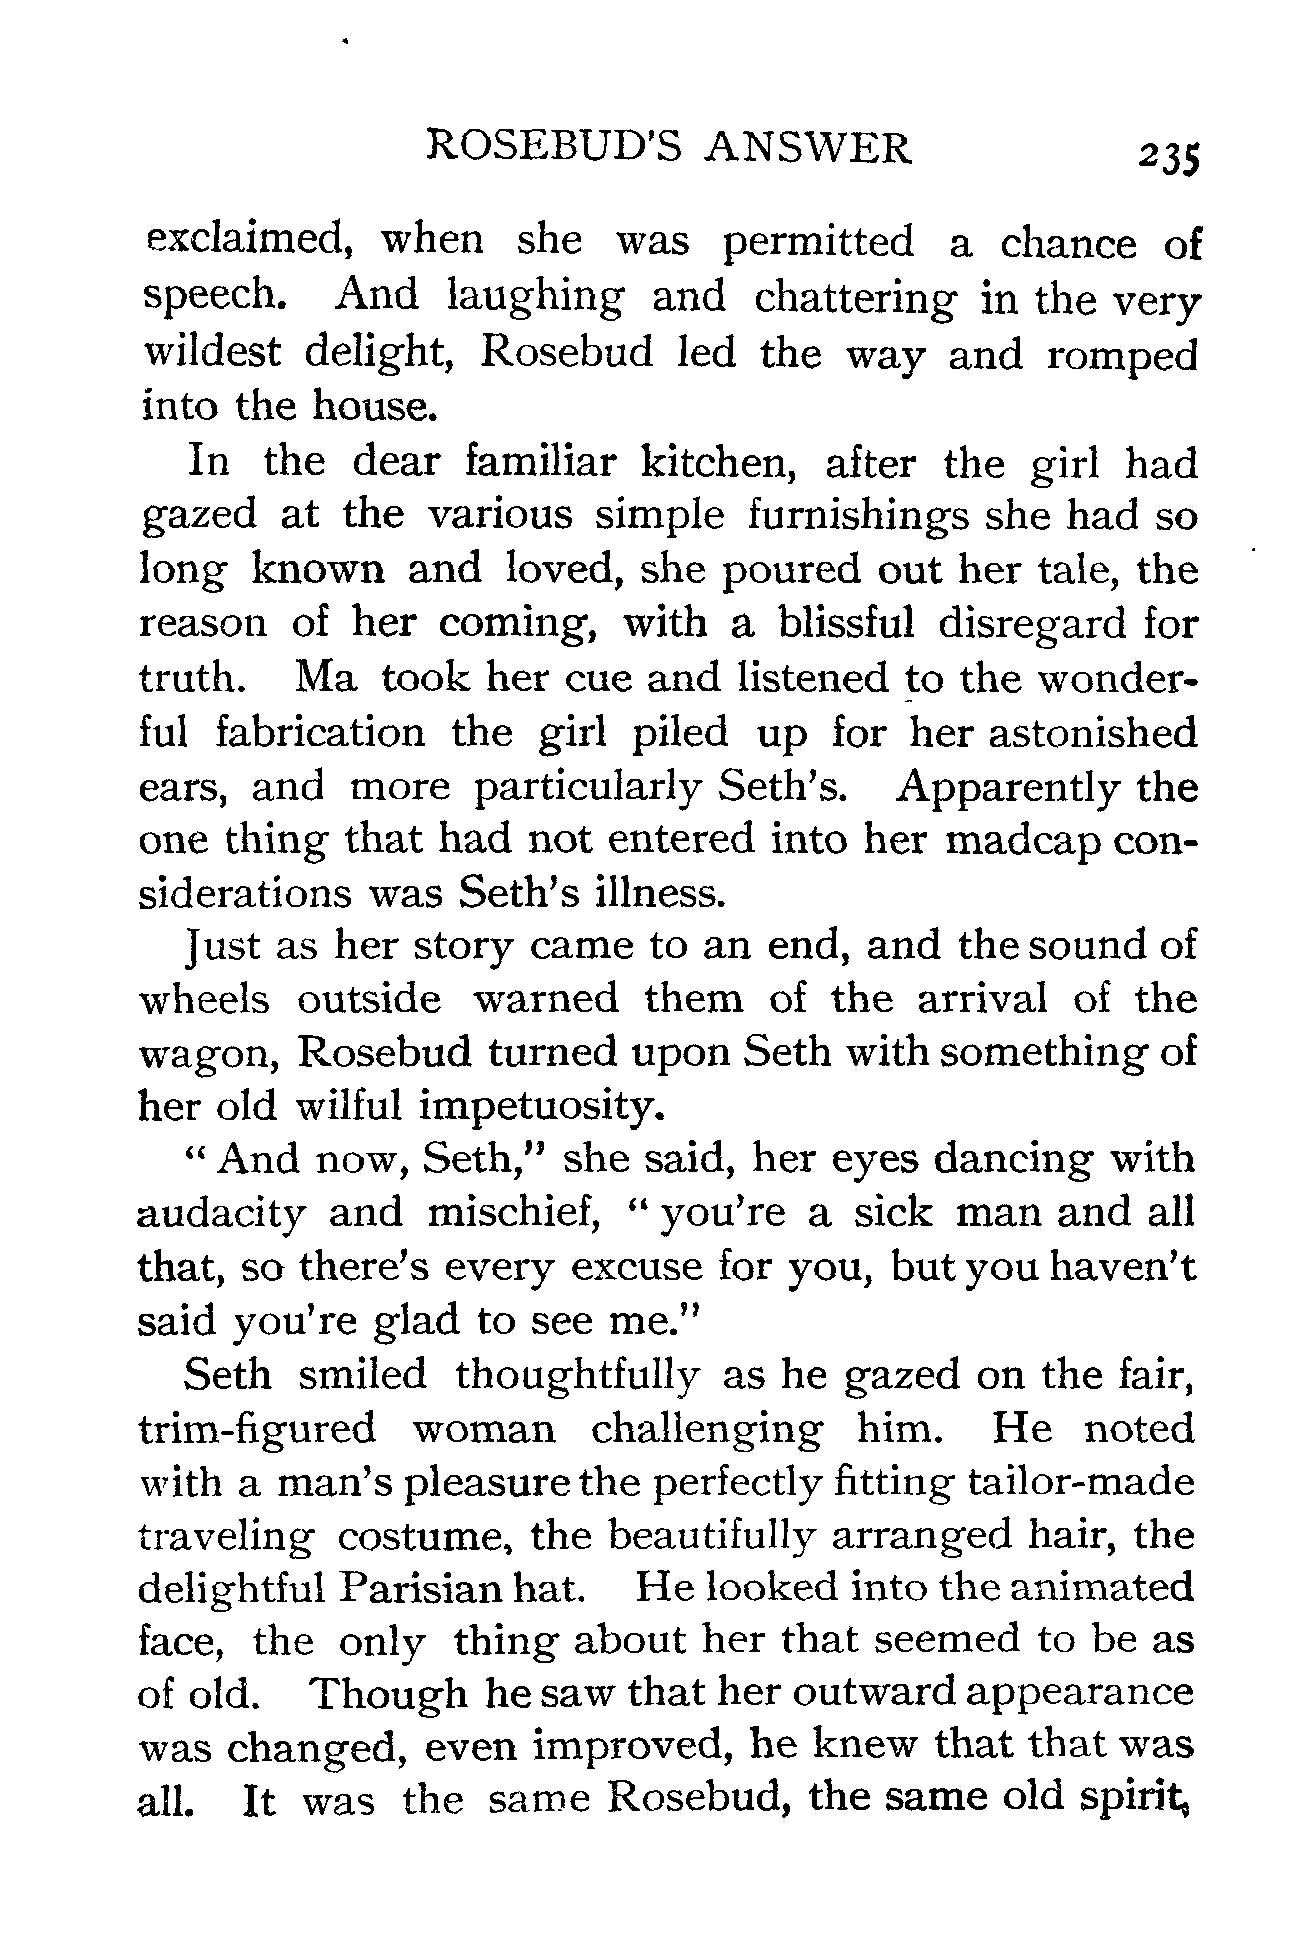 ROSEBUD'S ANSWER 235
exclaimed, when she was permitted a chance of
speech. And laughing and chattering in the very
wildest delight, Rosebud led the way and romped
into the house.
In the dear familiar kitchen, after the girl had
gazed at the various simple furnishings she had so
long known and loved, she poured out her tale, the
reason of her coming, with a blissful disregard for
truth. Ma took her cue and listened to the wonder-
ful fabrication the girl piled up for her astonished
ears, and more particularly Seth's. Apparently the
one thing that had not entered into her madcap con-
siderations was Seth's illness.
Just as her story came to an end, and the sound of
wheels outside warned them of the arrival of the
wagon, Rosebud turned upon Seth with something of
her old wilful impetuosity.
"And now, Seth," she said, her eyes dancing with
audacity and mischief, "you're a sick man and all
that, so there's every excuse for you, but you haven't
said you're glad to see me."
Seth smiled thoughtfully as he gazed on the fair,
trim-figured woman challenging him. He noted
with a man's pleasure the perfectly fitting tailor-made
traveling costume, the beautifully arranged hair, the
delightful Parisian hat. He looked into the animated
face, the only thing about her that seemed to be as
of old. Though he saw that her outward appearance
was changed, even improved, he knew that that was
all. It was the same Rosebud, the same old spirit,